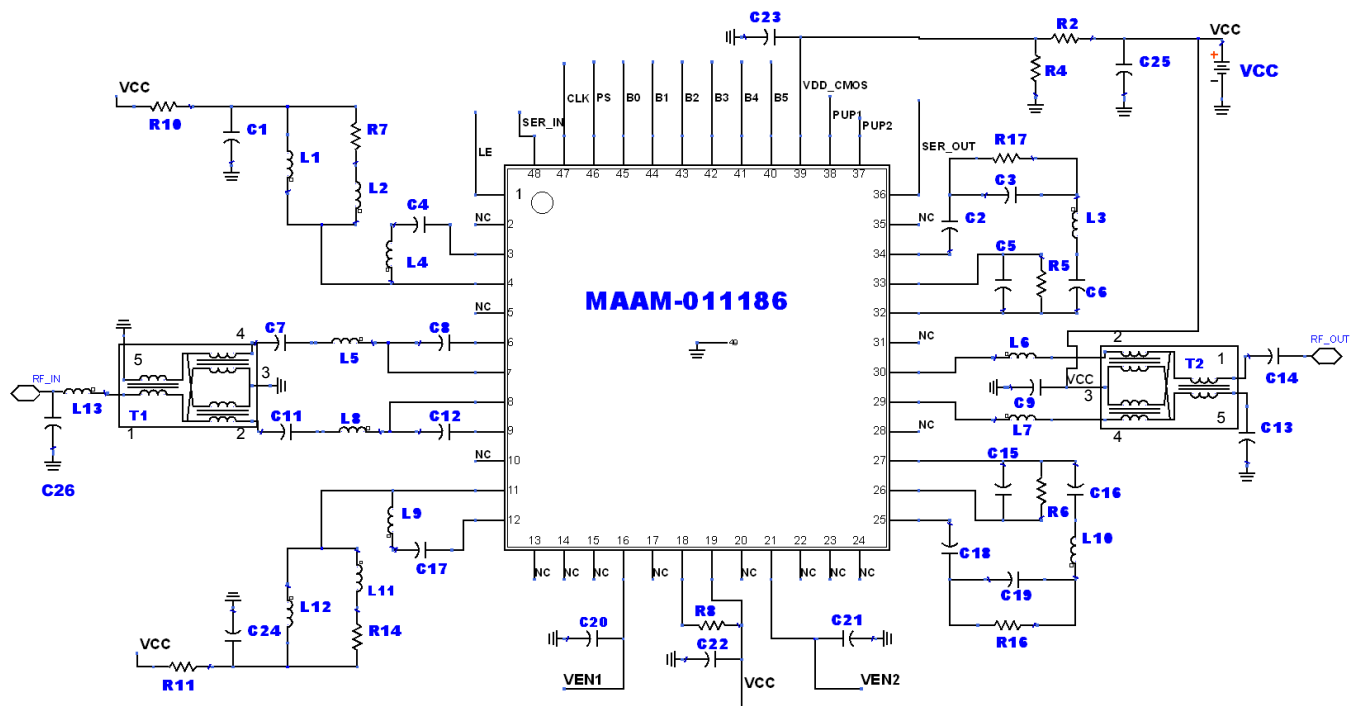 C23
R2
VCC
R4
C25
VCC
+
-
VCC
R10
C1
R7
L1
L2
CLK
PS
B0
B1
B2
B3
B4
B5
VDD_CMOS
PUP1
PUP2
SER_IN
LE
SER_OUT
48 47 46 45 44 43 42 41 40 39 38 37
R17
C3
C2
L3
C4
L4
C5
R5
C6
1
2
3
4
5
6
7
8
9
10
11
12
NC
NC
NC
36
35
34
33
32
31
30
29
28
27
26
25
NC
NC
NC
MAAM-011186
49
C7
L5
C8
4
5
3
RF_IN
L13
T1
1
2
C11
L8
C12
C26
L6
C9
VCC
3
L7
2
1
T2
4
5
RF_OUT
C14
C13
C15
R6
C16
L10
C18
C19
R16
L9
C17
L12
L11
C24
R14
VCC
R11
13 14 15 16 17 18 19 20 21 22 23 24
NC
NC
NC
NC
NC
NC
NC
NC
C20
R8
C22
C21
VEN1
VCC
VEN2